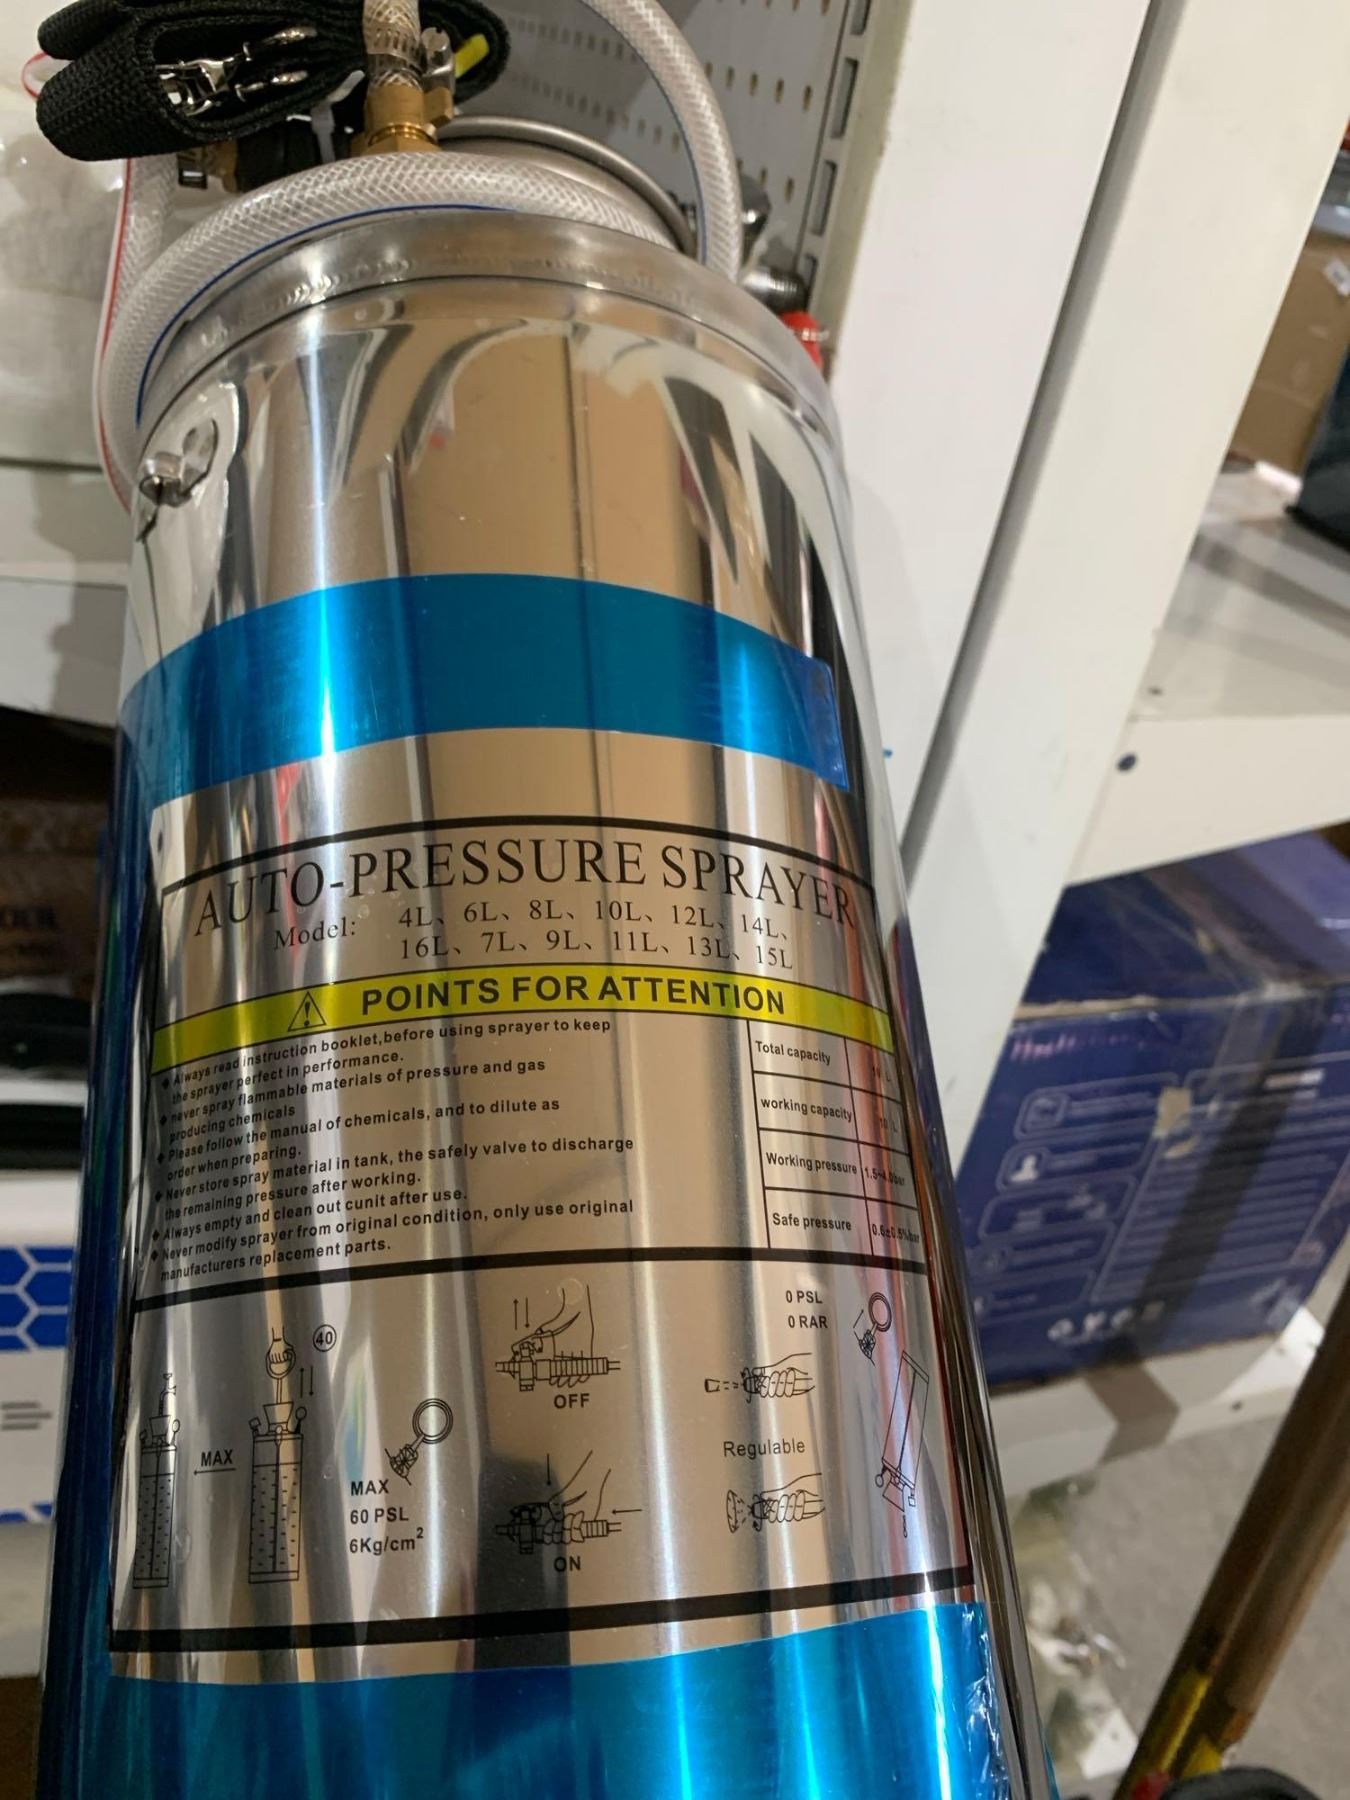 AUTO-PRESSURE SPRAYER
Model: 4L、6L、8L、10L、12L、14L、
16L、7L、9L、11L、13L、15L
POINTS FOR ATTENTION
◆ Always read instruction booklet,before using sprayer to keep
the sprayer perfect in performance.
◆ never spray flammable materials of pressure and gas
producing chemicals
◆ Please follow the manual of chemicals, and to dilute as
order when preparing.
◆ Never store spray material in tank, the safely valve to discharge
the remaining pressure after working.
◆ Always empty and clean out cunit after use.
◆ Never modify sprayer from original condition, only use original
manufacturers replacement parts.
Total capacity
working capacity
Working pressure
Safe pressure
40
MAX
MAX
60 PSL
6Kg/cm²
OFF
ON
0 PSL
0 RAR
Regulable